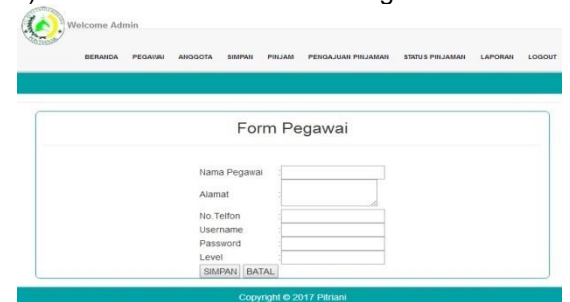 Welcome Admin
BERANDA PEGAWAI ANGGOTA SIMPAN PINJAM PENGAJUAN PINJAMAN STATUS PINJAMAN LAPORAN LOGOUT
Form Pegawai
Nama Pegawai :
Alamat :
No.Telfon :
Username :
Password :
Level :
SIMPAN BATAL
Copyright © 2017 Pitriani